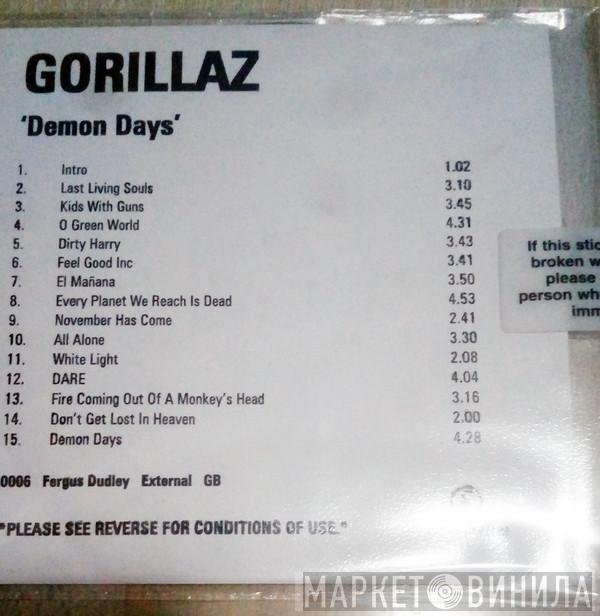 GORILLAZ
'Demon Days'
1. Intro 1.02
2. Last Living Souls 3.10
3. Kids With Guns 3.45
4. O Green World 4.31
5. Dirty Harry 3.43
6. Feel Good Inc 3.41
7. El Mañana 3.50
8. Every Planet We Reach Is Dead 4.53
9. November Has Come 2.41
10. All Alone 3.30
11. White Light 2.08
12. DARE 4.04
13. Fire Coming Out Of A Monkey's Head 3.16
14. Don't Get Lost In Heaven 2.00
15. Demon Days 4.28
If this stic
broken w
please
person wh
imm
0006 Fergus Dudley External GB
"PLEASE SEE REVERSE FOR CONDITIONS OF USE."
МАРКЕТ ВИНИЛА